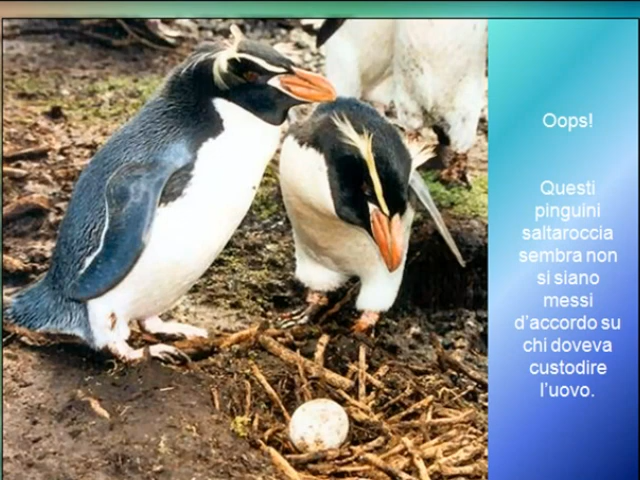 Oops!
Questi
pinguini
saltaroccia
sembra non
si siano
messi
d'accordo su
chi doveva
custodire
l'uovo.